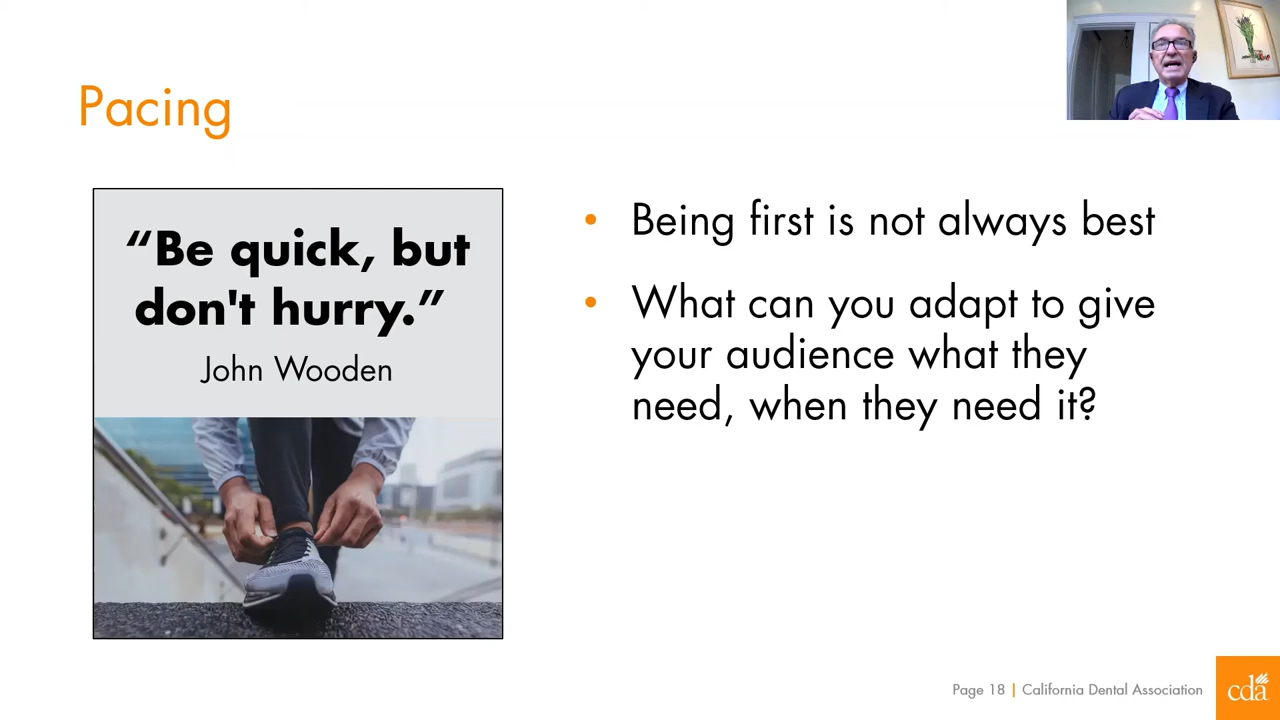 Pacing
“Be quick, but
don't hurry.”
John Wooden
• Being first is not always best
• What can you adapt to give
your audience what they
need, when they need it?
Page 18 | California Dental Association
cda